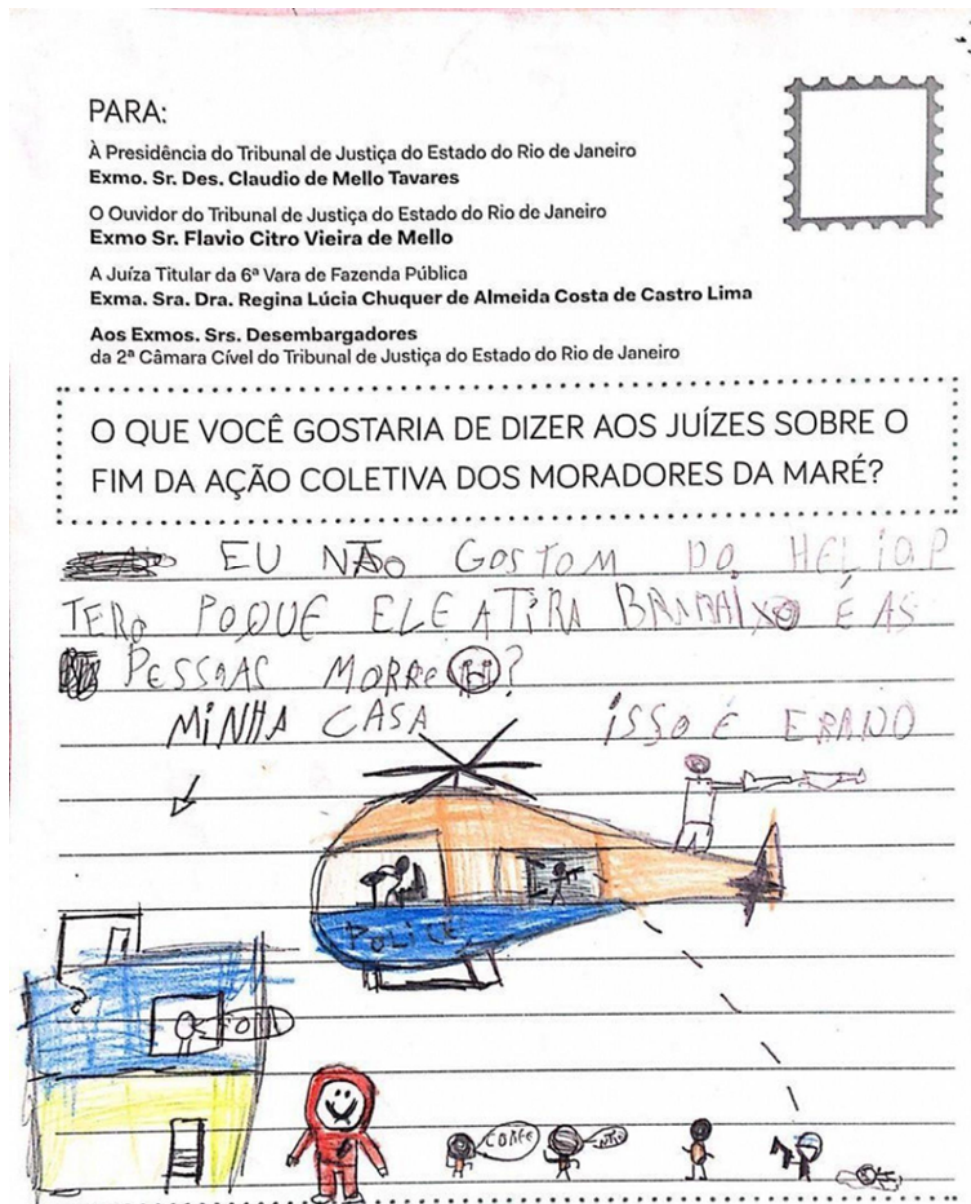 PARA:
À Presidência do Tribunal de Justiça do Estado do Rio de Janeiro
Exmo. Sr. Des. Claudio de Mello Tavares
O Ouvidor do Tribunal de Justiça do Estado do Rio de Janeiro
Exmo Sr. Flavio Citro Vieira de Mello
A Juíza Titular da 6ª Vara de Fazenda Pública
Exma. Sra. Dra. Regina Lúcia Chuquer de Almeida Costa de Castro Lima
Aos Exmos. Srs. Desembargadores
da 2ª Câmara Cível do Tribunal de Justiça do Estado do Rio de Janeiro
O QUE VOCÊ GOSTARIA DE DIZER AOS JUÍZES SOBRE O
FIM DA AÇÃO COLETIVA DOS MORADORES DA MARÉ?
EU NÃO GOSTOM DO HELIOP
TERO POQUE ELE ATIRA É AS
PESSOAS MORRE?
MINHA CASA ISSO É ERADO
POLICE
CORRE